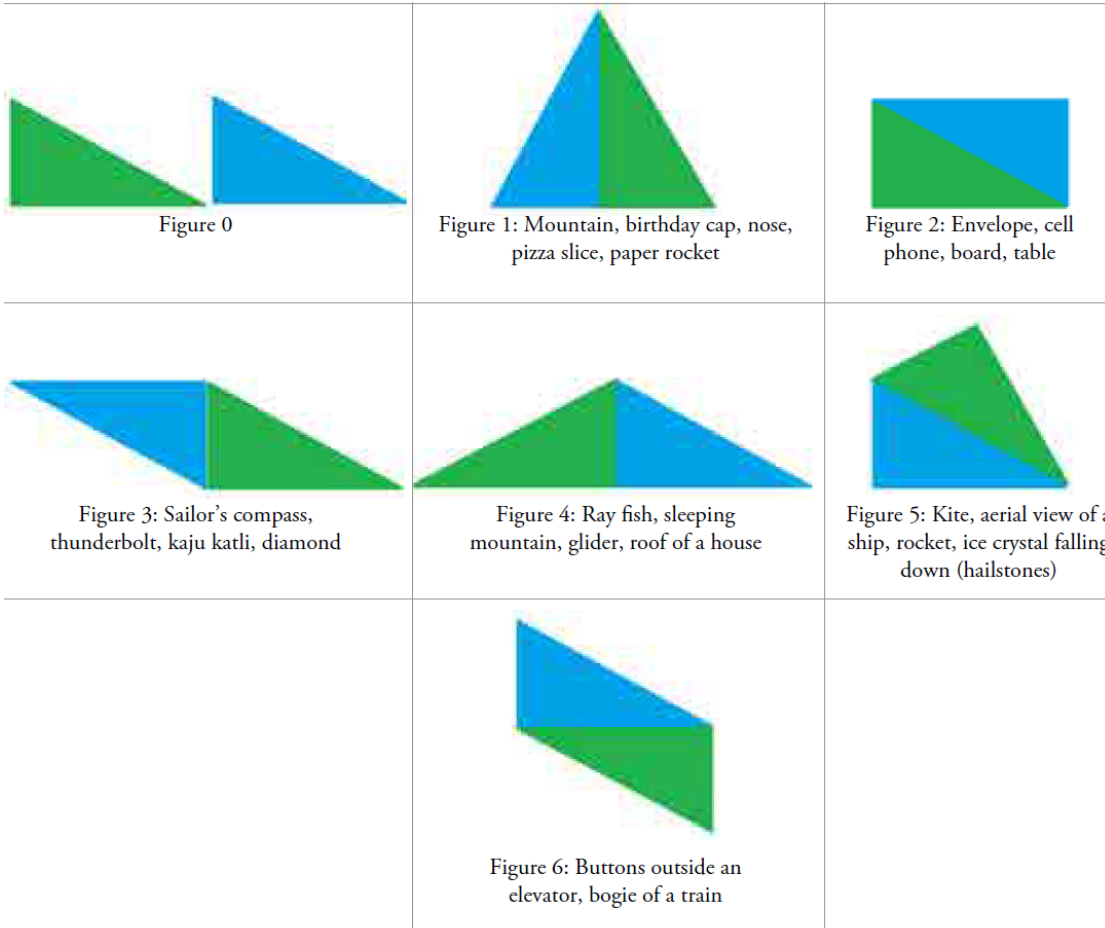 Figure 0
Figure 1: Mountain, birthday cap, nose,
pizza slice, paper rocket
Figure 2: Envelope, cell
phone, board, table
Figure 3: Sailor's compass,
thunderbolt, kaju katli, diamond
Figure 4: Ray fish, sleeping
mountain, glider, roof of a house
Figure 5: Kite, aerial view of a
ship, rocket, ice crystal falling
down (hailstones)
Figure 6: Buttons outside an
elevator, bogie of a train